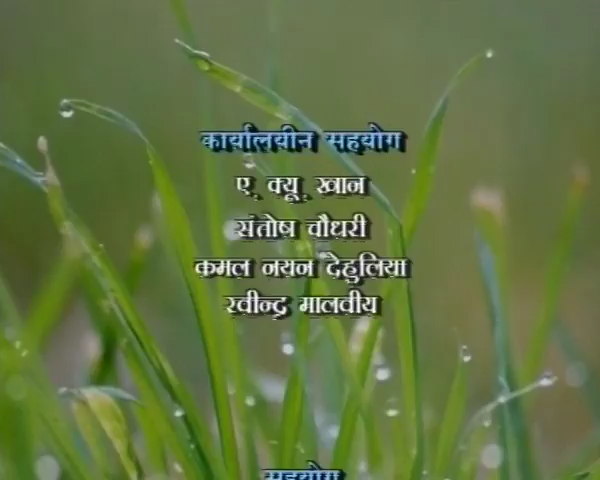 कार्यालयीन सहयोग
ए. क्यू. खान
संतोष चौधरी
कमल नयन देहुलिया
रवीन्द्र मालवीय
सहयोग